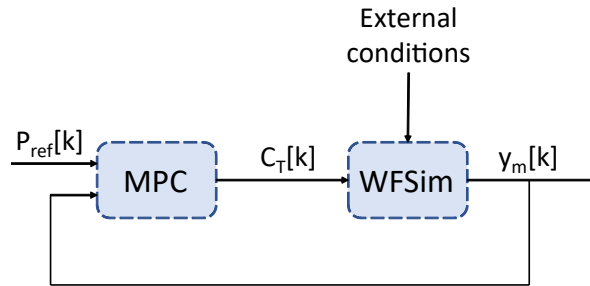 External
conditions
P_ref[k]
MPC
C_T[k]
WFSim
y_m[k]